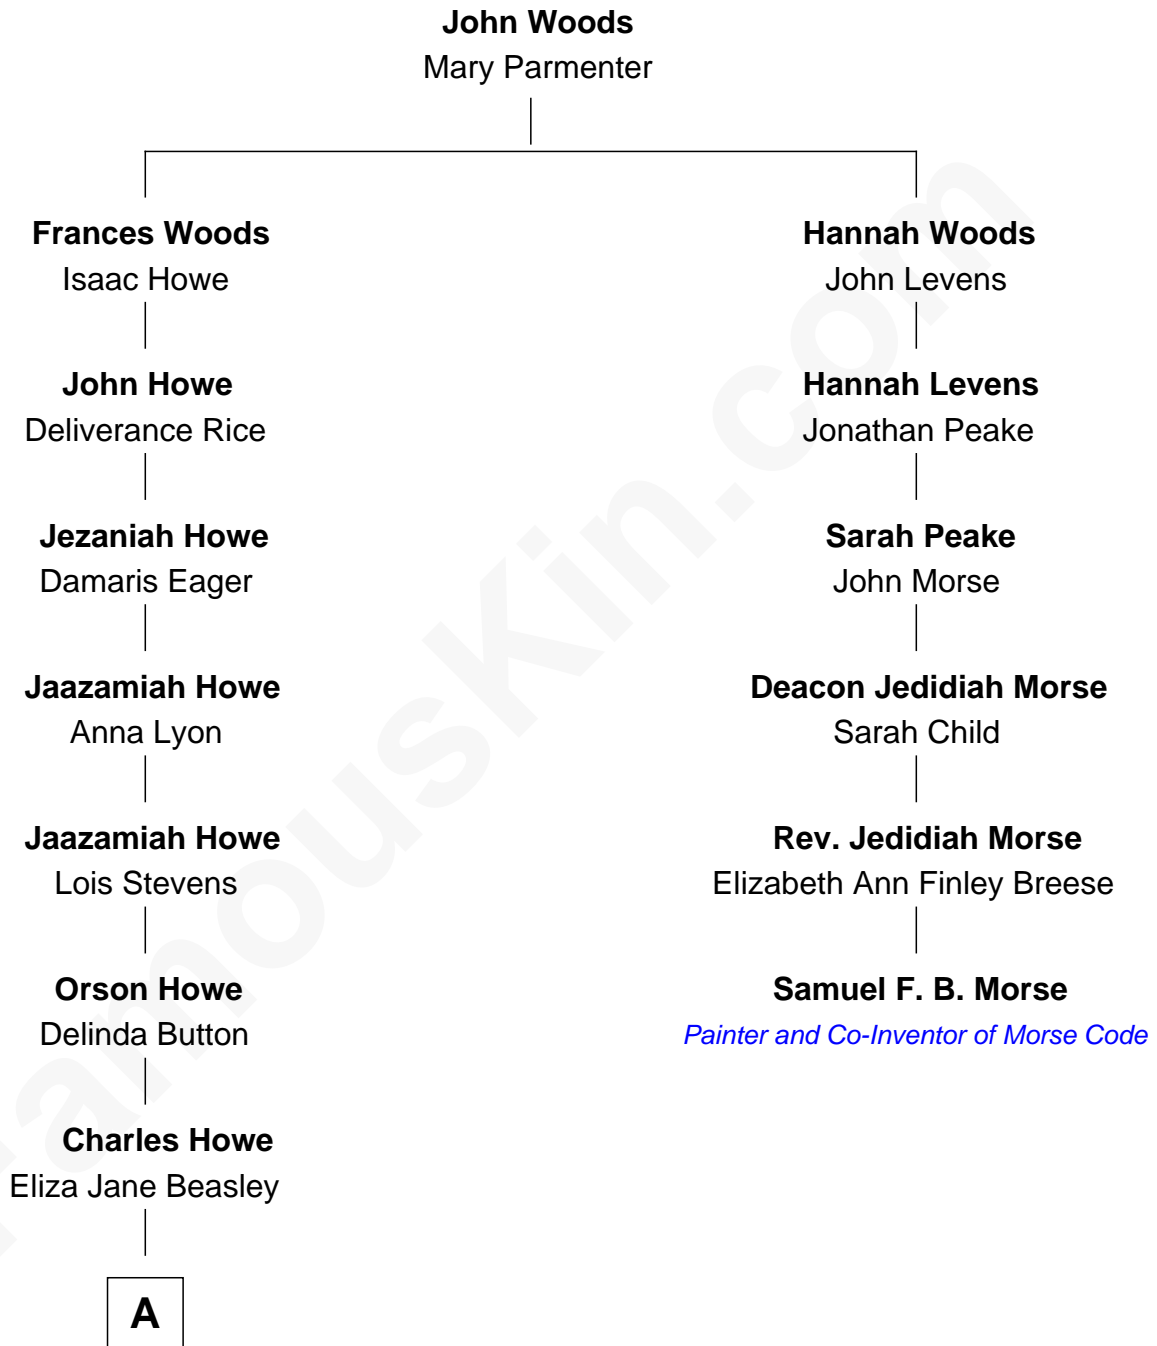 John Woods
Mary Parmenter
Frances Woods
Isaac Howe
John Howe
Deliverance Rice
Jezaniah Howe
Damaris Eager
Jaazamiah Howe
Anna Lyon
Jaazamiah Howe
Lois Stevens
Orson Howe
Delinda Button
Charles Howe
Eliza Jane Beasley
A
Hannah Woods
John Levens
Hannah Levens
Jonathan Peake
Sarah Peake
John Morse
Deacon Jedidiah Morse
Sarah Child
Rev. Jedidiah Morse
Elizabeth Ann Finley Breese
Samuel F. B. Morse
Painter and Co-Inventor of Morse Code
FamousKin.com